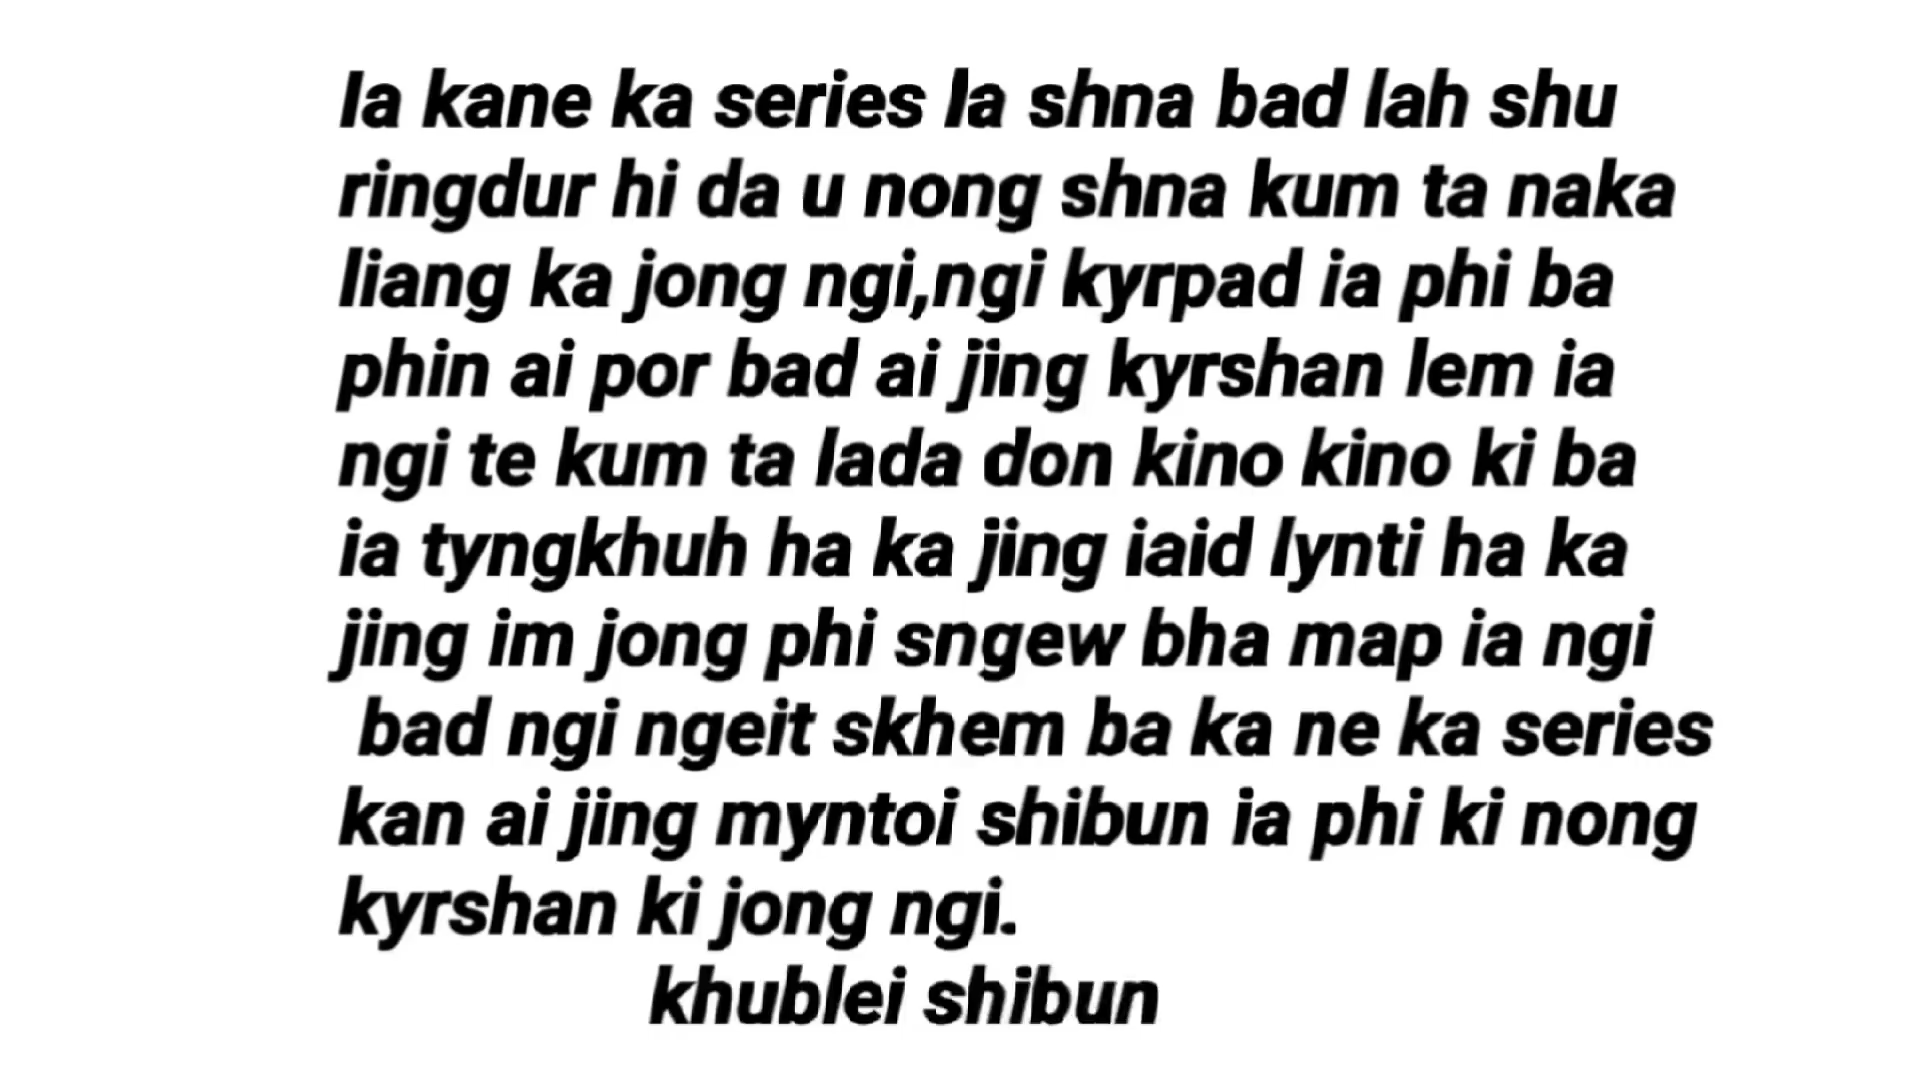 Ia kane ka series la shna bad lah shu
ringdur hi da u nong shna kum ta naka
liang ka jong ngi,ngi kyrpad ia phi ba
phin ai por bad ai jing kyrshan lem ia
ngi te kum ta lada don kino kino ki ba
ia tyngkhuh ha ka jing iaid lynti ha ka
jing im jong phi sngew bha map ia ngi
bad ngi ngeit skhem ba ka ne ka series
kan ai jing myntoi shibun ia phi ki nong
kyrshan ki jong ngi.
khublei shibun